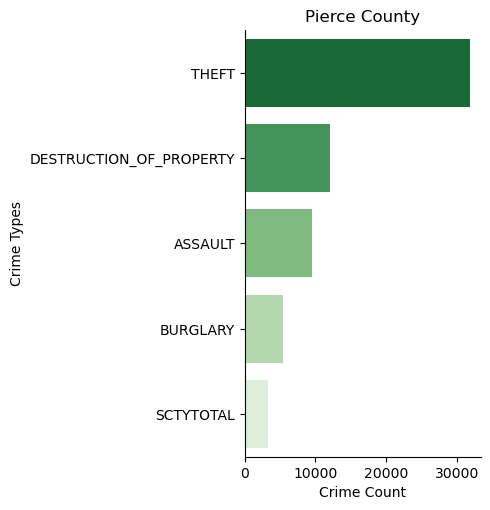 Pierce County
THEFT
DESTRUCTION_OF_PROPERTY
ASSAULT
BURGLARY
SCTYTOTAL
Crime Types
0 10000 20000 30000
Crime Count